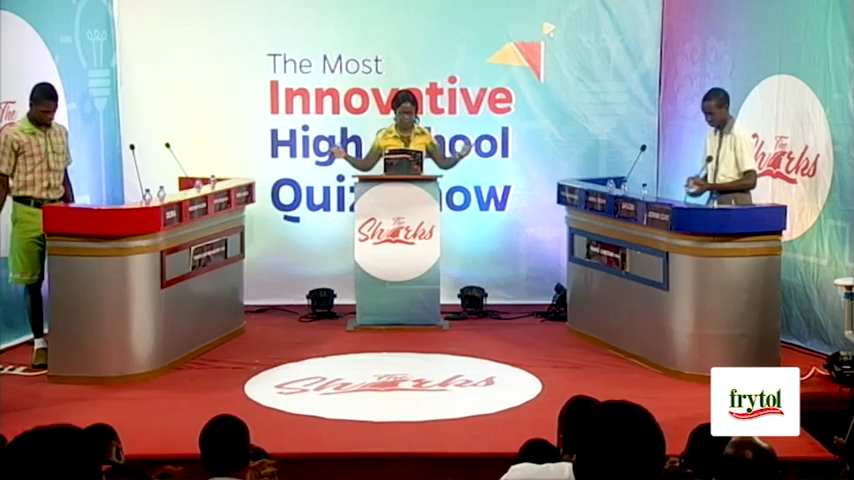 The Most
Innovative
High School
Quiz Show
The
Sharks
The
Sharks
The
Sharks
frytol